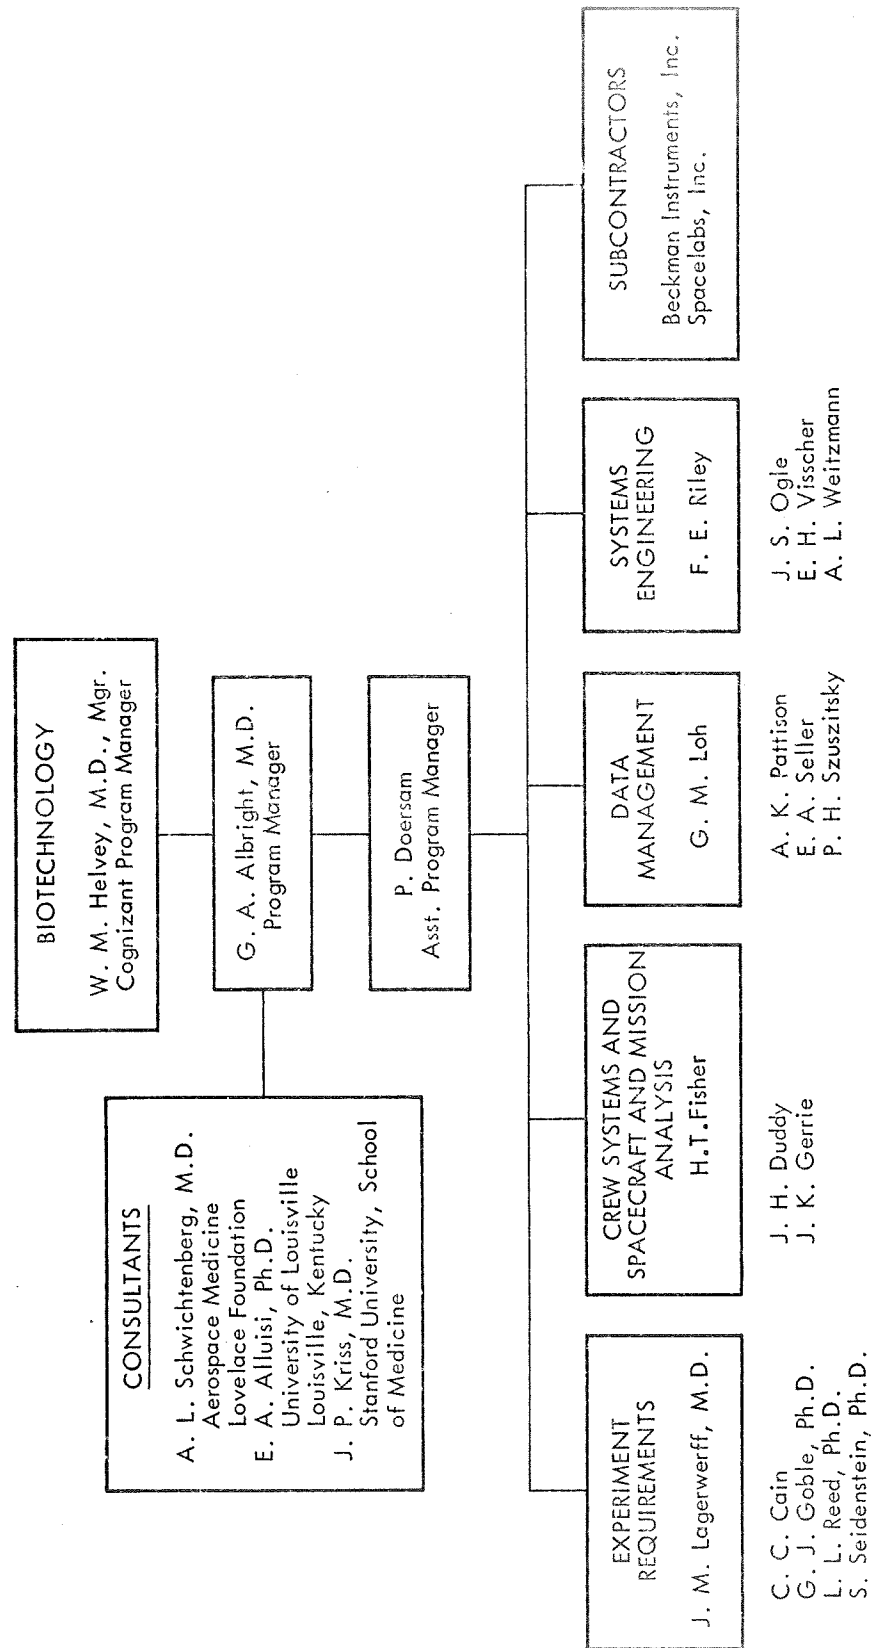 BIOTECHNOLOGY
W. M. Helvey, M.D., Mgr.
Cognizant Program Manager
CONSULTANTS
A. L. Schwichtenberg, M.D.
Aerospace Medicine
Lovelace Foundation
E. A. Alluisi, Ph.D.
University of Louisville
Louisville, Kentucky
J. P. Kriss, M.D.
Stanford University, School
of Medicine
G. A. Albright, M.D.
Program Manager
P. Doersam
Asst. Program Manager
EXPERIMENT
REQUIREMENTS
J. M. Lagerwerff, M.D.
C. C. Cain
G. J. Goble, Ph.D.
L. L. Reed, Ph.D.
S. Seidenstein, Ph.D.
CREW SYSTEMS AND
SPACECRAFT AND MISSION
ANALYSIS
H.T.Fisher
J. H. Duddy
J. K. Gerrie
DATA
MANAGEMENT
G. M. Loh
A. K. Pattison
E. A. Seller
P. H. Szuszitsky
SYSTEMS
ENGINEERING
F. E. Riley
J. S. Ogle
E. H. Visscher
A. L. Weitzmann
SUBCONTRACTORS
Beckman Instruments, Inc.
Spacelabs, Inc.